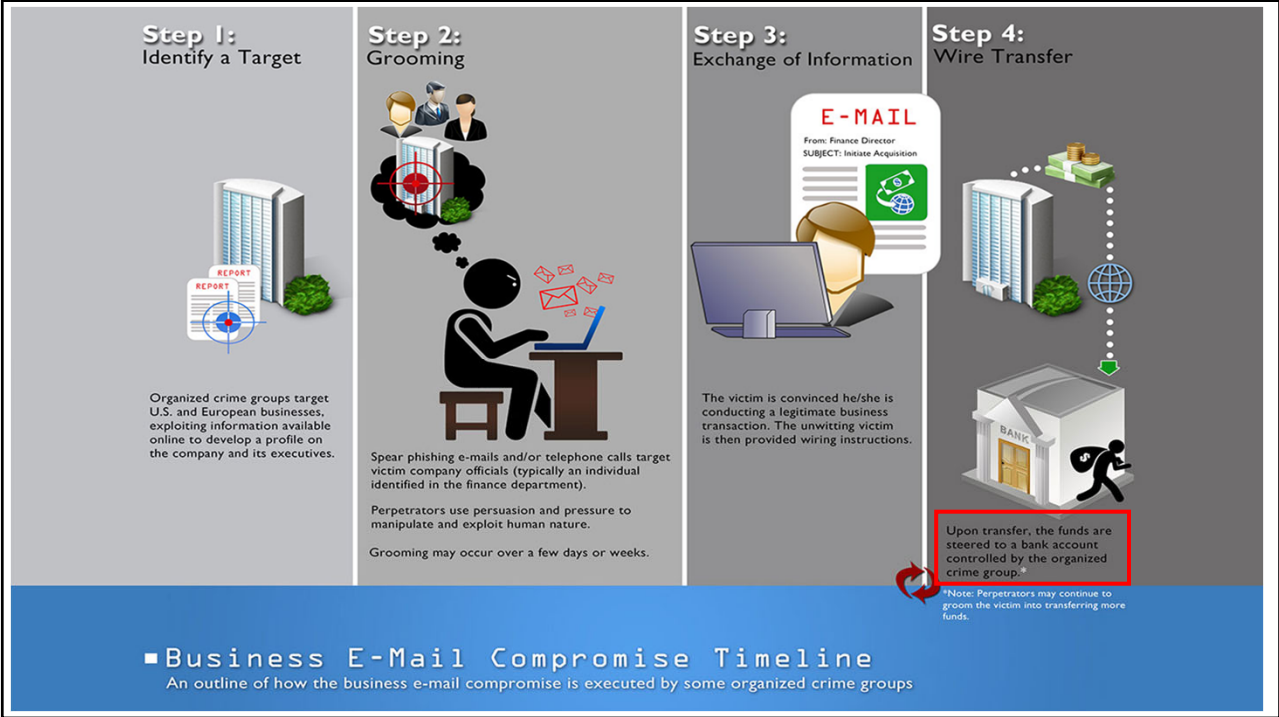 Step 1:
Identify a Target
REPORT
REPORT
Organized crime groups target
U.S. and European businesses,
exploiting information available
online to develop a profile on
the company and its executives.
Step 2:
Grooming
Spear phishing e-mails and/or telephone calls target
victim company officials (typically an individual
identified in the finance department).
Perpetrators use persuasion and pressure to
manipulate and exploit human nature.
Grooming may occur over a few days or weeks.
Step 3:
Exchange of Information
E-MAIL
From: Finance Director
SUBJECT: Initiate Acquisition
The victim is convinced he/she is
conducting a legitimate business
transaction. The unwitting victim
is then provided wiring instructions.
Step 4:
Wire Transfer
BANK
$
Upon transfer, the funds are
steered to a bank account
controlled by the organized
crime group.*
*Note: Perpetrators may continue to
groom the victim into transferring more
funds.
Business E-Mail Compromise Timeline
An outline of how the business e-mail compromise is executed by some organized crime groups